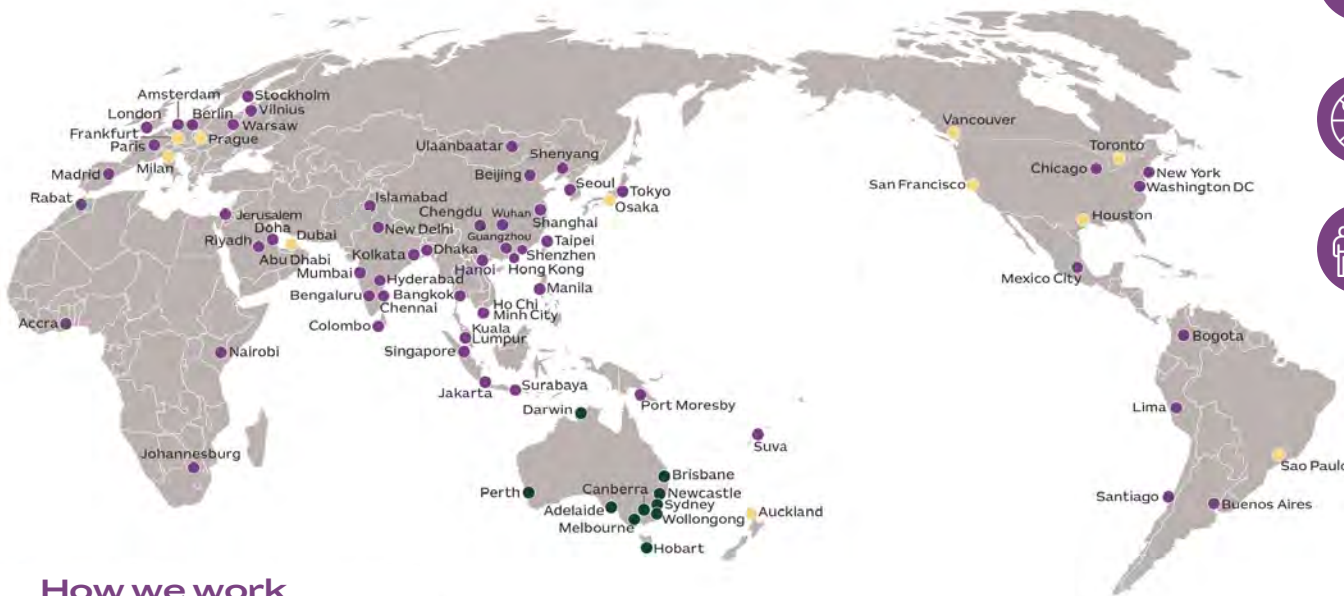 Amsterdam
Stockholm
London
Berlin
Vilnius
Frankfurt
Warsaw
Paris
Prague
Madrid
Milan
Rabat
Ulaanbaatar
Shenyang
Beijing
Seoul
Tokyo
Osaka
Islamabad
Jerusalem
Chengdu
Wuhan
Shanghai
Doha
New Delhi
Guangzhou
Riyadh
Dubai
Taipei
Abu Dhabi
Kolkata
Dhaka
Shenzhen
Mumbai
Hanoi
Hong Kong
Hyderabad
Manila
Bengaluru
Bangkok
Chennai
Ho Chi
Minh City
Colombo
Kuala
Lumpur
Accra
Singapore
Nairobi
Jakarta
Surabaya
Port Moresby
Darwin
Suva
Johannesburg
Brisbane
Perth
Canberra
Newcastle
Adelaide
Sydney
Melbourne
Wollongong
Auckland
Hobart
Vancouver
Toronto
Chicago
New York
San Francisco
Washington DC
Houston
Mexico City
Bogota
Lima
Sao Paulo
Santiago
Buenos Aires
How we work